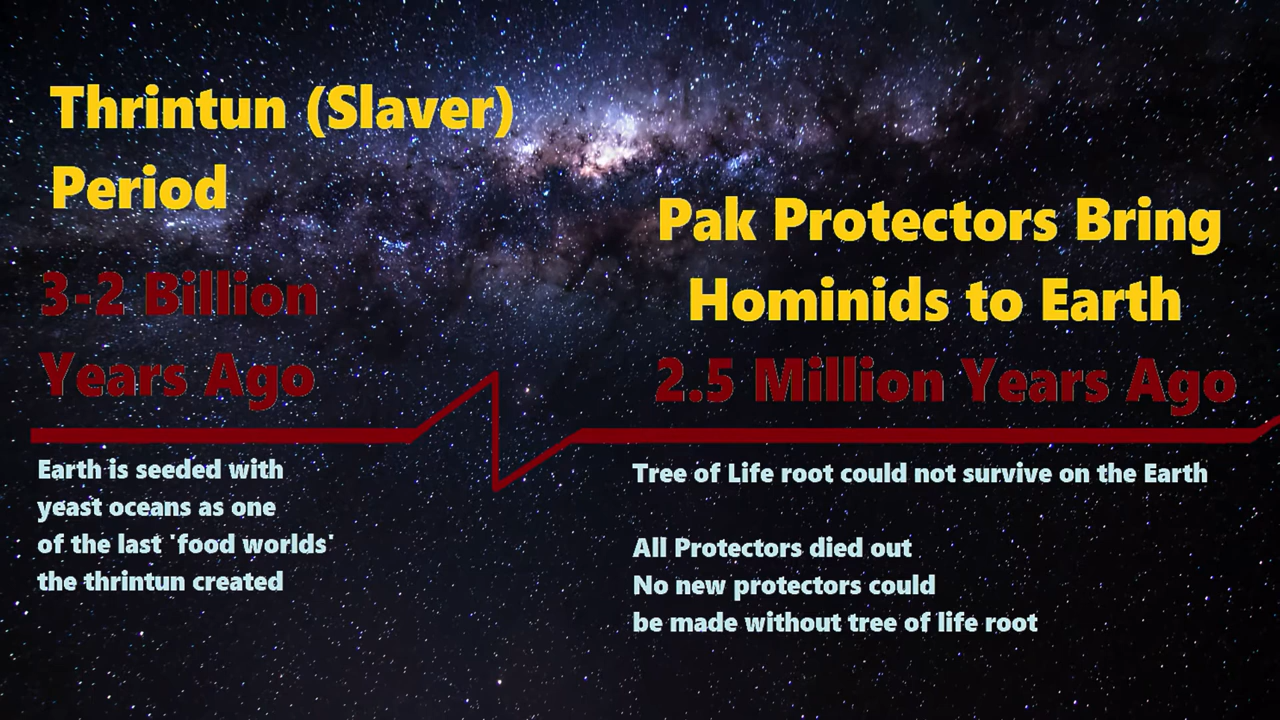 Thrintun (Slaver)
Period
3-2 Billion
Years Ago
Earth is seeded with
yeast oceans as one
of the last 'food worlds'
the thrintun created
Pak Protectors Bring
Hominids to Earth
2.5 Million Years Ago
Tree of Life root could not survive on the Earth
All Protectors died out
No new protectors could
be made without tree of life root